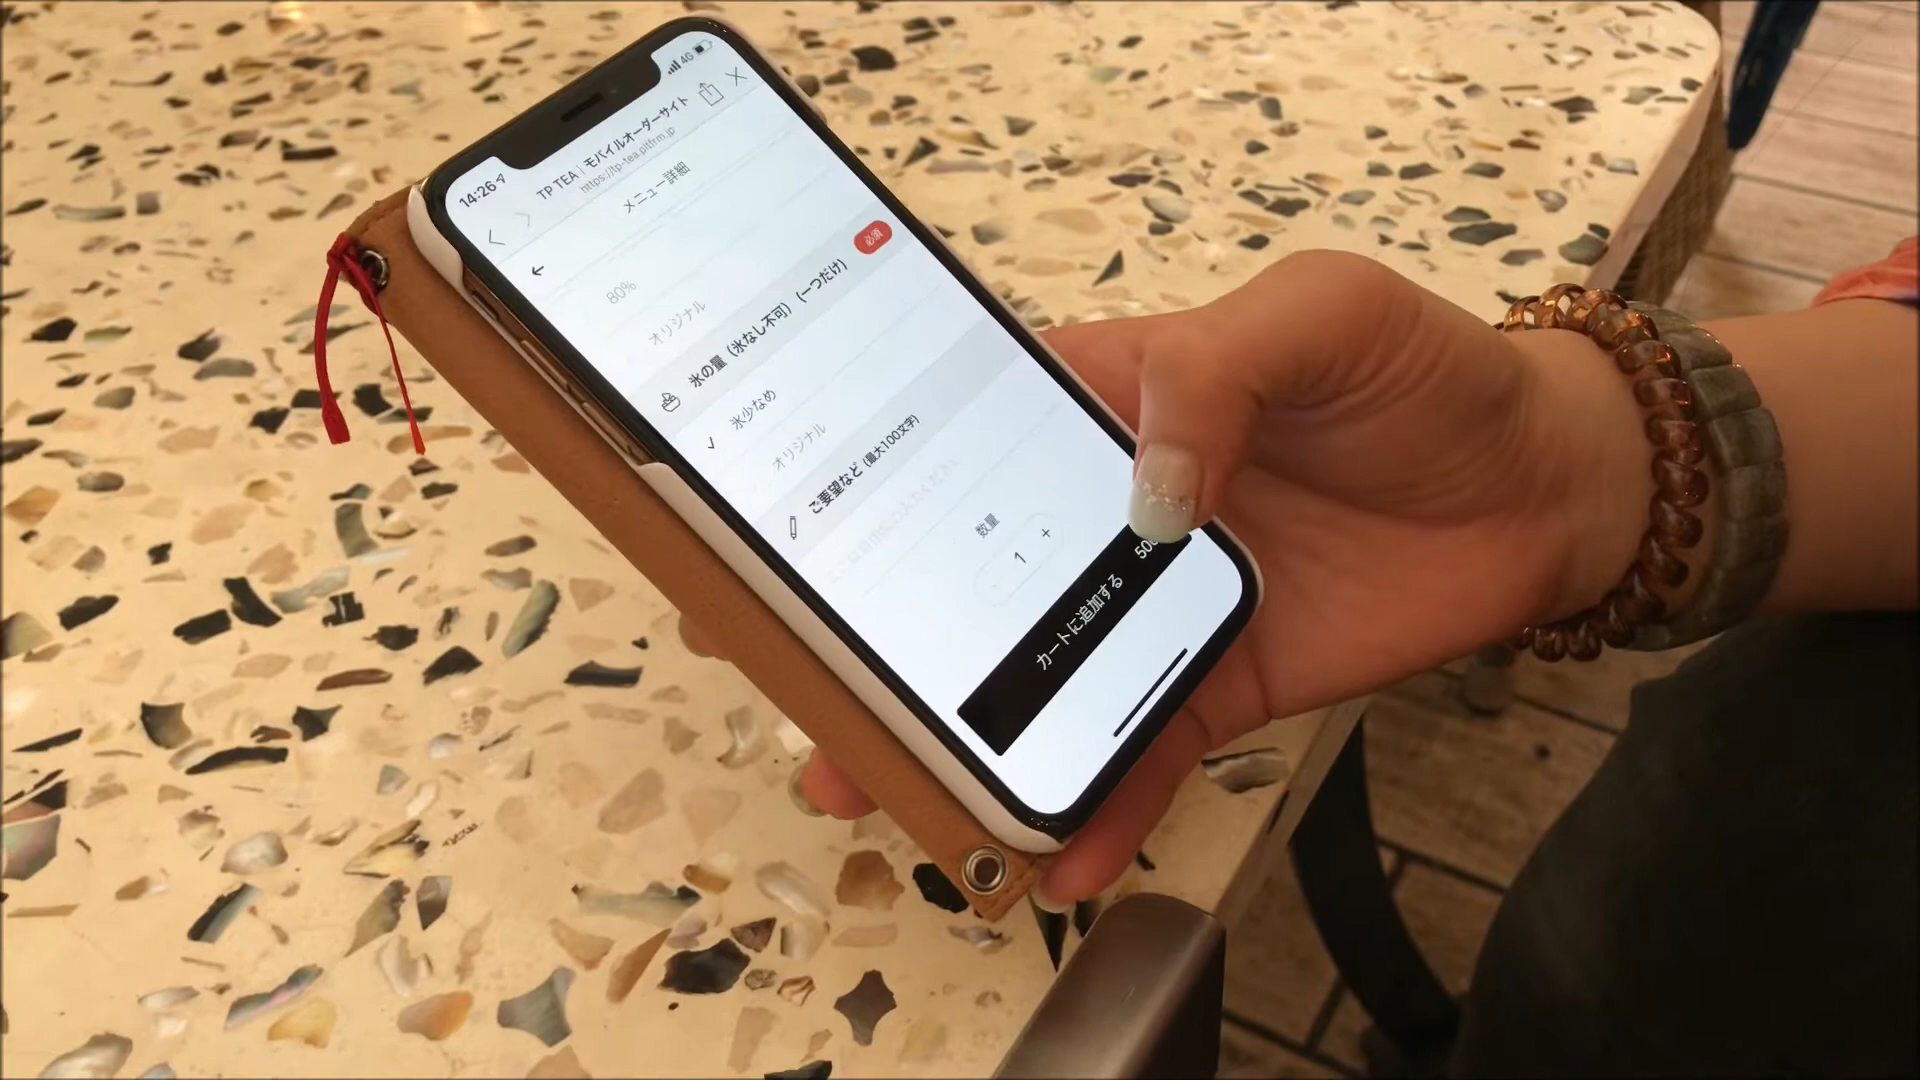 14:26
4G
TP TEA｜モバイルオーダーサイト
https://tp-tea.pltfrm.jp
メニュー詳細
80%
オリジナル
氷の量（氷なし不可）（一つだけ）
必須
氷少なめ
オリジナル
ご要望など（最大100文字）
数量
1
+
カートに追加する